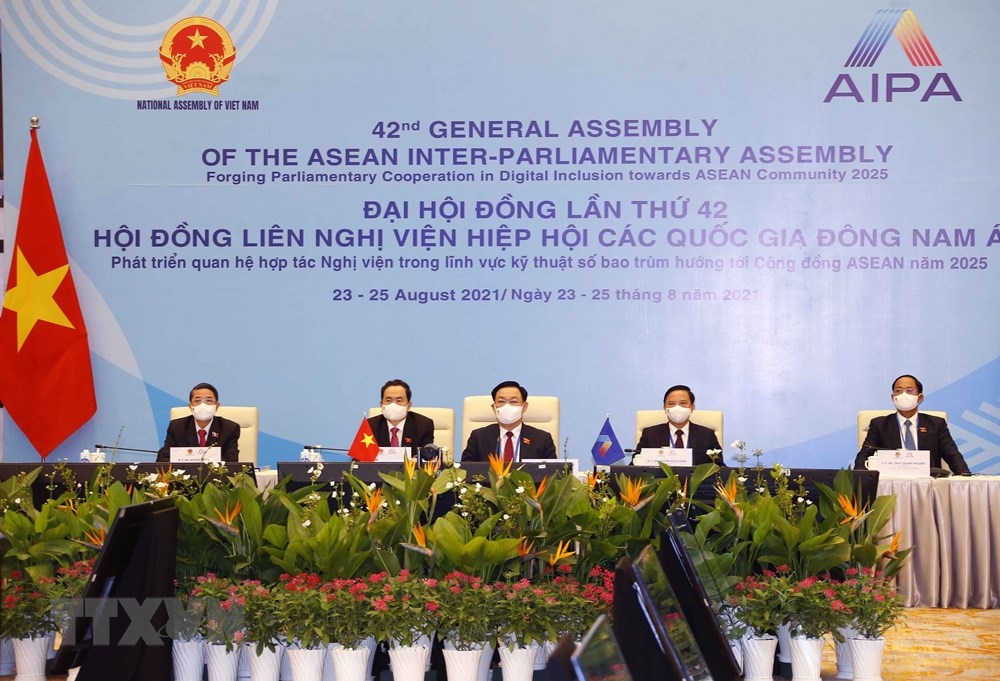 NATIONAL ASSEMBLY OF VIET NAM
AIPA
42nd GENERAL ASSEMBLY
OF THE ASEAN INTER-PARLIAMENTARY ASSEMBLY
Forging Parliamentary Cooperation in Digital Inclusion towards ASEAN Community 2025
ĐẠI HỘI ĐỒNG LẦN THỨ 42
HỘI ĐỒNG LIÊN NGHỊ VIỆN HIỆP HỘI CÁC QUỐC GIA ĐÔNG NAM Á
Phát triển quan hệ hợp tác Nghị viện trong lĩnh vực kỹ thuật số bao trùm hướng tới Cộng đồng ASEAN năm 2025
23 - 25 August 2021/ Ngày 23 - 25 tháng 8 năm 2021
TTXVN